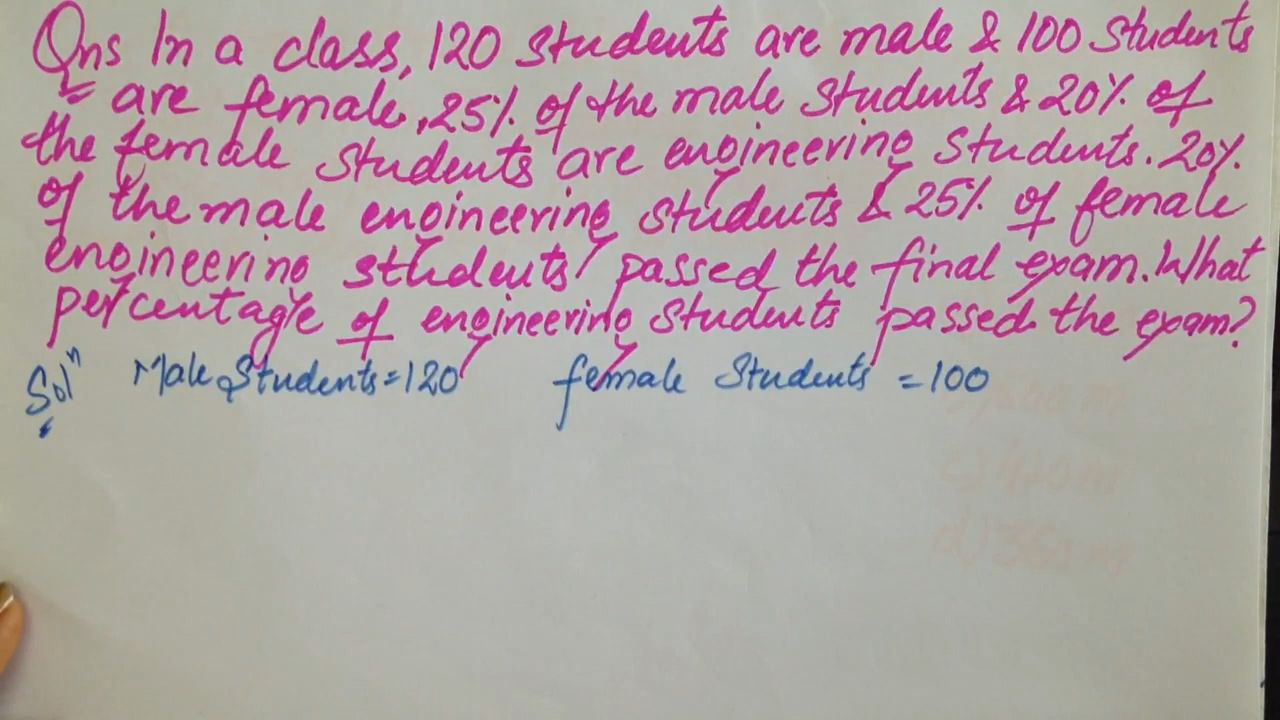 Qns In a class, 120 students are male & 100 students
are female. 25% of the male students & 20% of
the female students are engineering students. 20%
of the male engineering students & 25% of female
engineering students passed the final exam. What
percentage of engineering students passed the exam?
Solⁿ Male students = 120 female students = 100